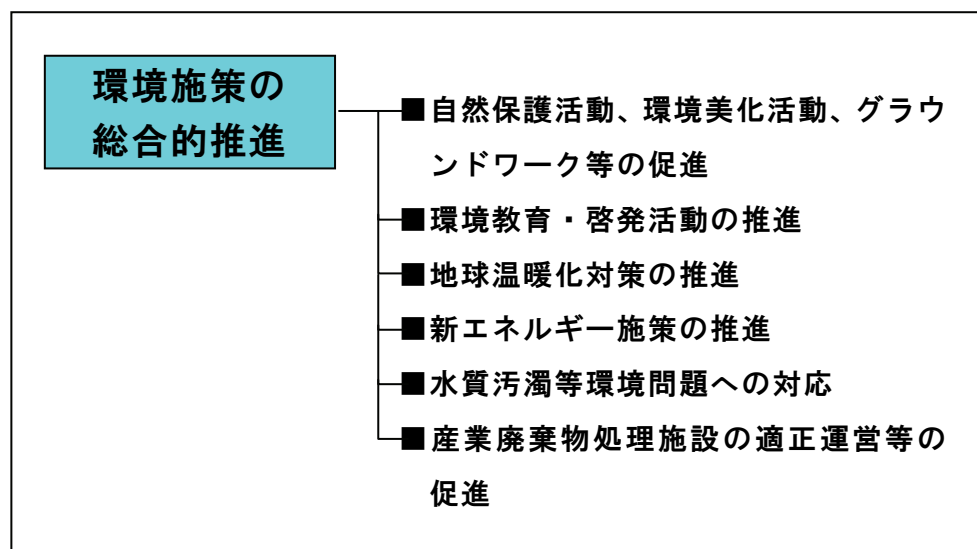 環境施策の
総合的推進
■自然保護活動、環境美化活動、グラウ
ンドワーク等の促進
■環境教育・啓発活動の推進
■地球温暖化対策の推進
■新エネルギー施策の推進
■水質汚濁等環境問題への対応
■産業廃棄物処理施設の適正運営等の
促進